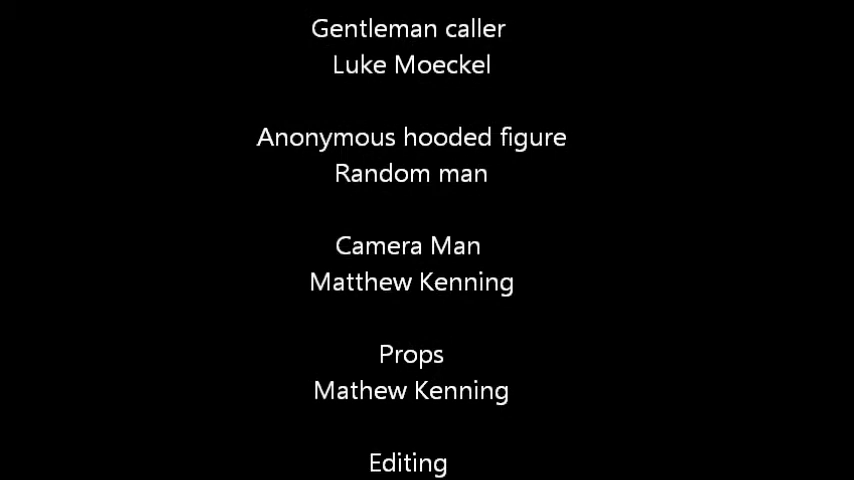 Gentleman caller
Luke Moeckel
Anonymous hooded figure
Random man
Camera Man
Matthew Kenning
Props
Mathew Kenning
Editing